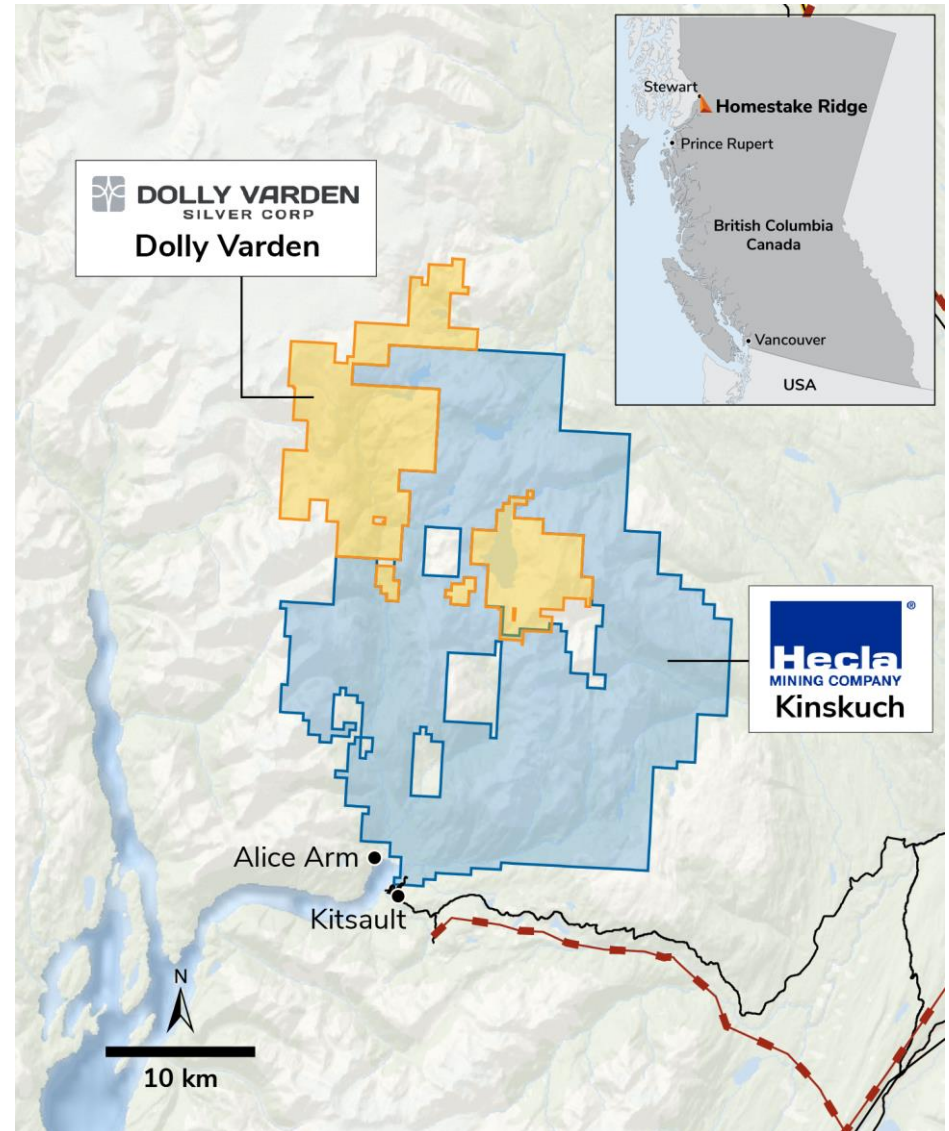 Stewart
Homestake Ridge
Prince Rupert
British Columbia
Canada
Vancouver
USA
DOLLY VARDEN
SILVER CORP
Dolly Varden
Hecla ®
MINING COMPANY
Kinskuch
Alice Arm
Kitsault
N
10 km